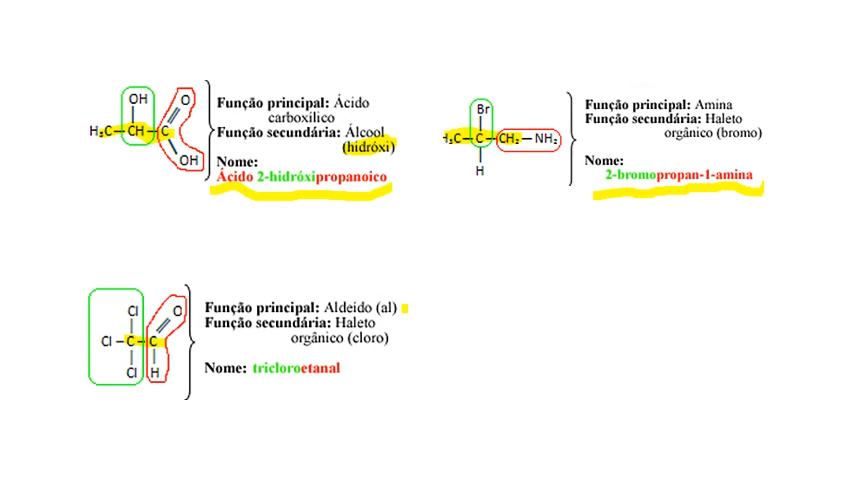 OH
O
H₃C–CH–C
OH
Função principal: Ácido
carboxílico
Função secundária: Álcool
(hidróxi)
Nome:
Ácido 2-hidróxipropanoico
Br
H₃C–C–CH₂–NH₂
H
Função principal: Amina
Função secundária: Haleto
orgânico (bromo)
Nome:
2-bromopropan-1-amina
Cl
O
Cl–C–C
Cl H
Função principal: Aldeido (al)
Função secundária: Haleto
orgânico (cloro)
Nome: tricloroetanal